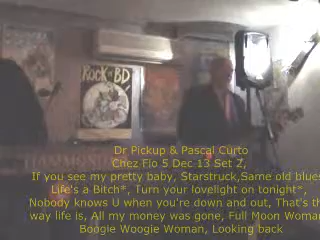 ROCK & BD
HAMMOND
Dr Pickup & Pascal Curto
Chez Flo 5 Dec 13 Set 2,
If you see my pretty baby, Starstruck,Same old blues
Life's a Bitch*, Turn your lovelight on tonight*,
Nobody knows U when you're down and out, That's th
way life is, All my money was gone, Full Moon Woman
Boogie Woogie Woman, Looking back